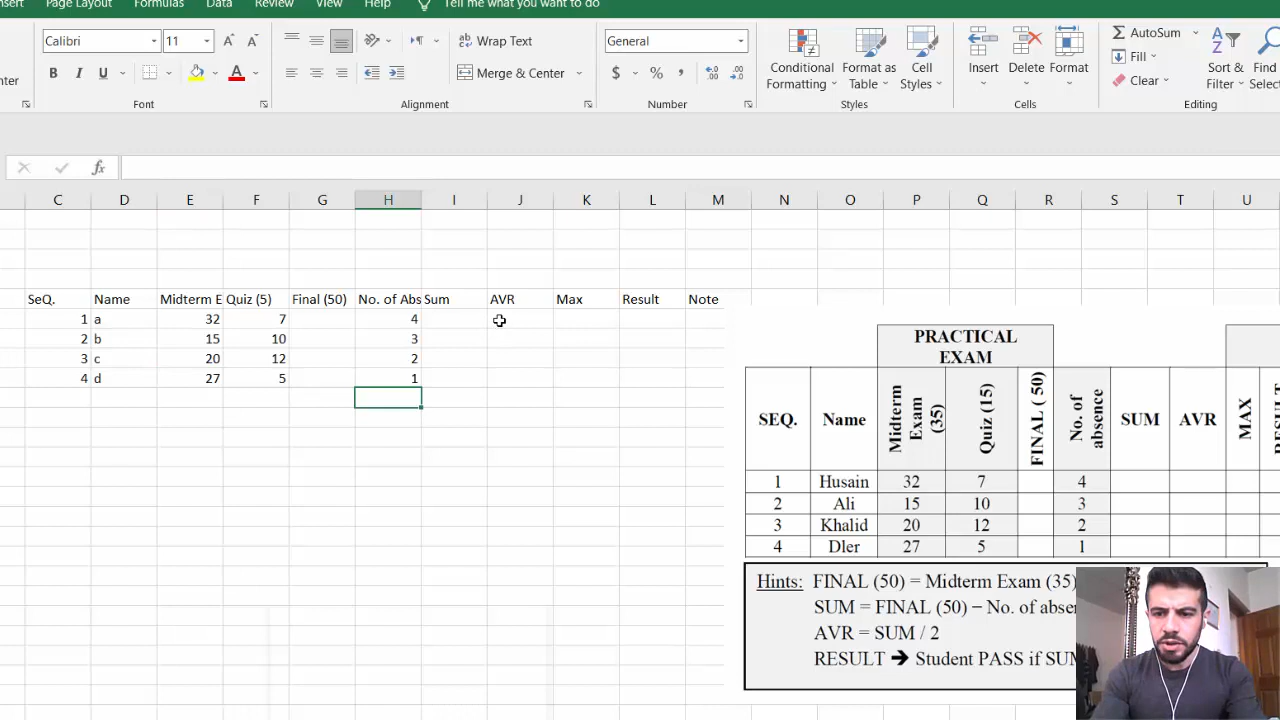 nsert Page Layout Formulas Data Review View Help Tell me what you want to do
Calibri 11 Wrap Text General AutoSum
Fill
B I U Merge & Center $ % Conditional Formatting Format as Table Cell Styles Insert Delete Format Clear Sort & Filter Find Selec
Font Alignment Number Styles Cells Editing
fx
C D E F G H I J K L M N O P Q R S T U
SeQ. Name Midterm E Quiz (5) Final (50) No. of Abs Sum AVR Max Result Note
1 a 32 7 4
2 b 15 10 3
3 c 20 12 2
4 d 27 5 1
PRACTICAL
EXAM
SEQ. Name Midterm Exam (35) Quiz (15) FINAL ( 50) No. of absence SUM AVR MAX
1 Husain 32 7 4
2 Ali 15 10 3
3 Khalid 20 12 2
4 Dler 27 5 1
Hints: FINAL (50) = Midterm Exam (35)
SUM = FINAL (50) – No. of absen
AVR = SUM / 2
RESULT ➔ Student PASS if SUM